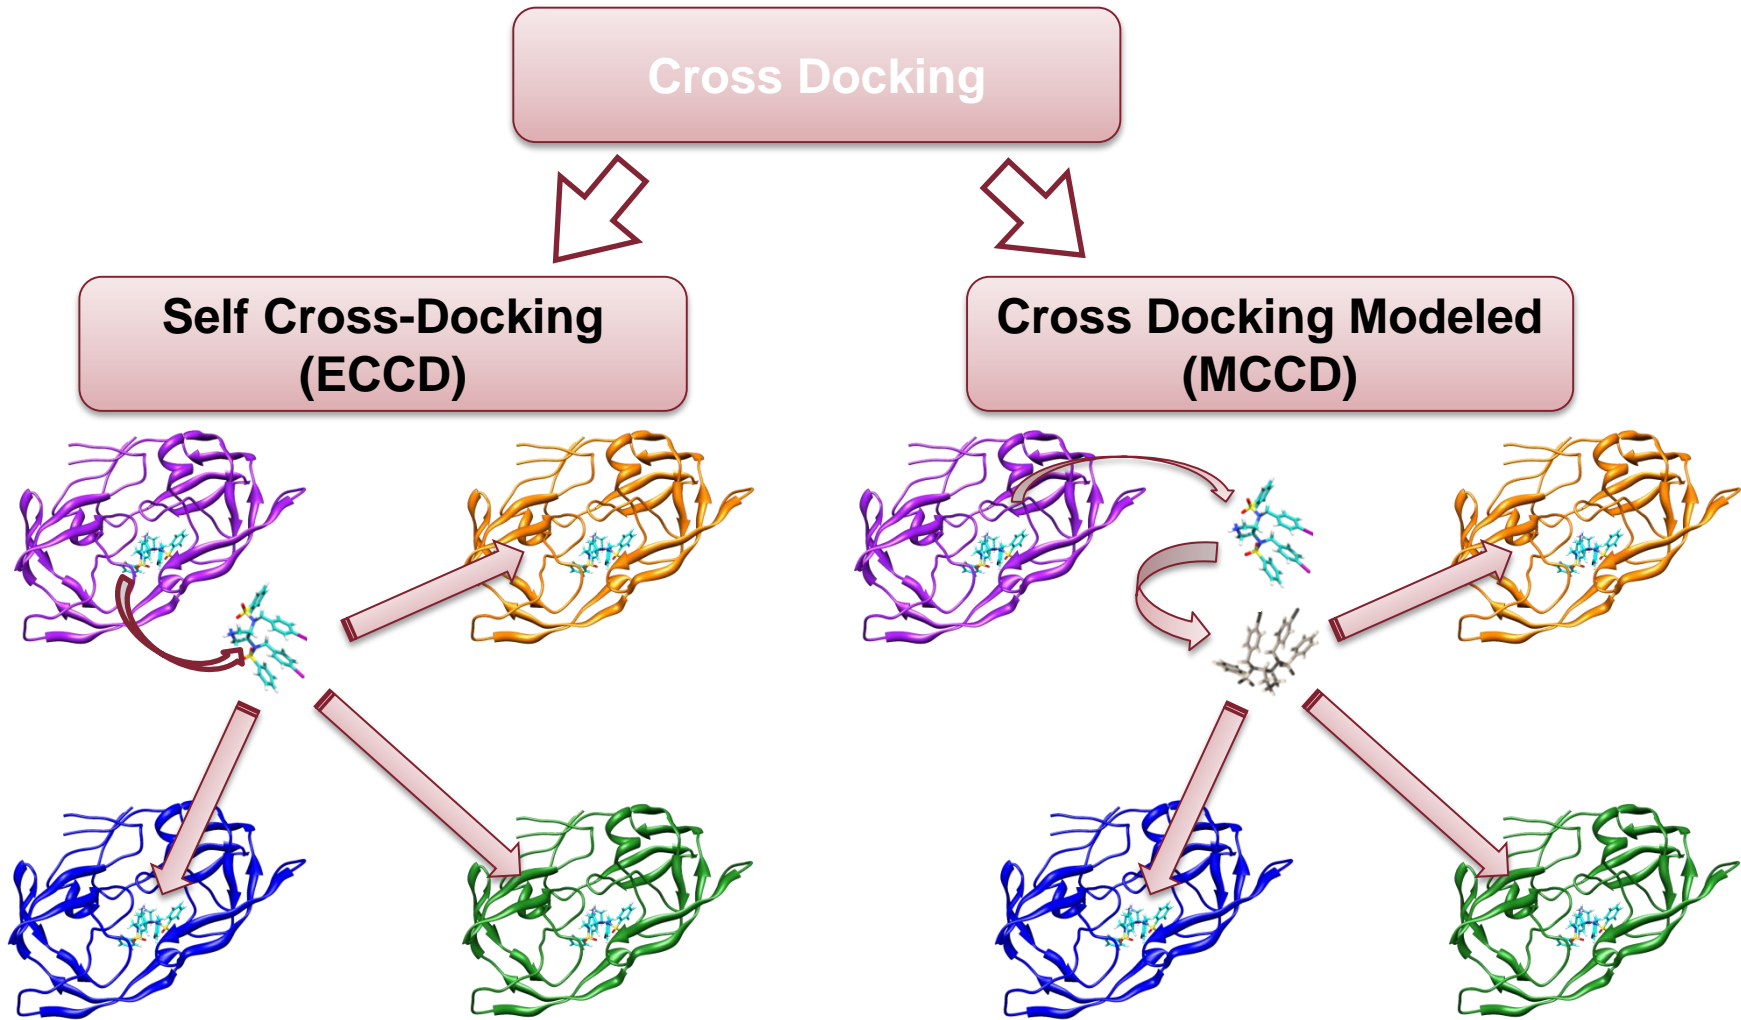 Cross Docking
Self Cross-Docking
(ECCD)
Cross Docking Modeled
(MCCD)